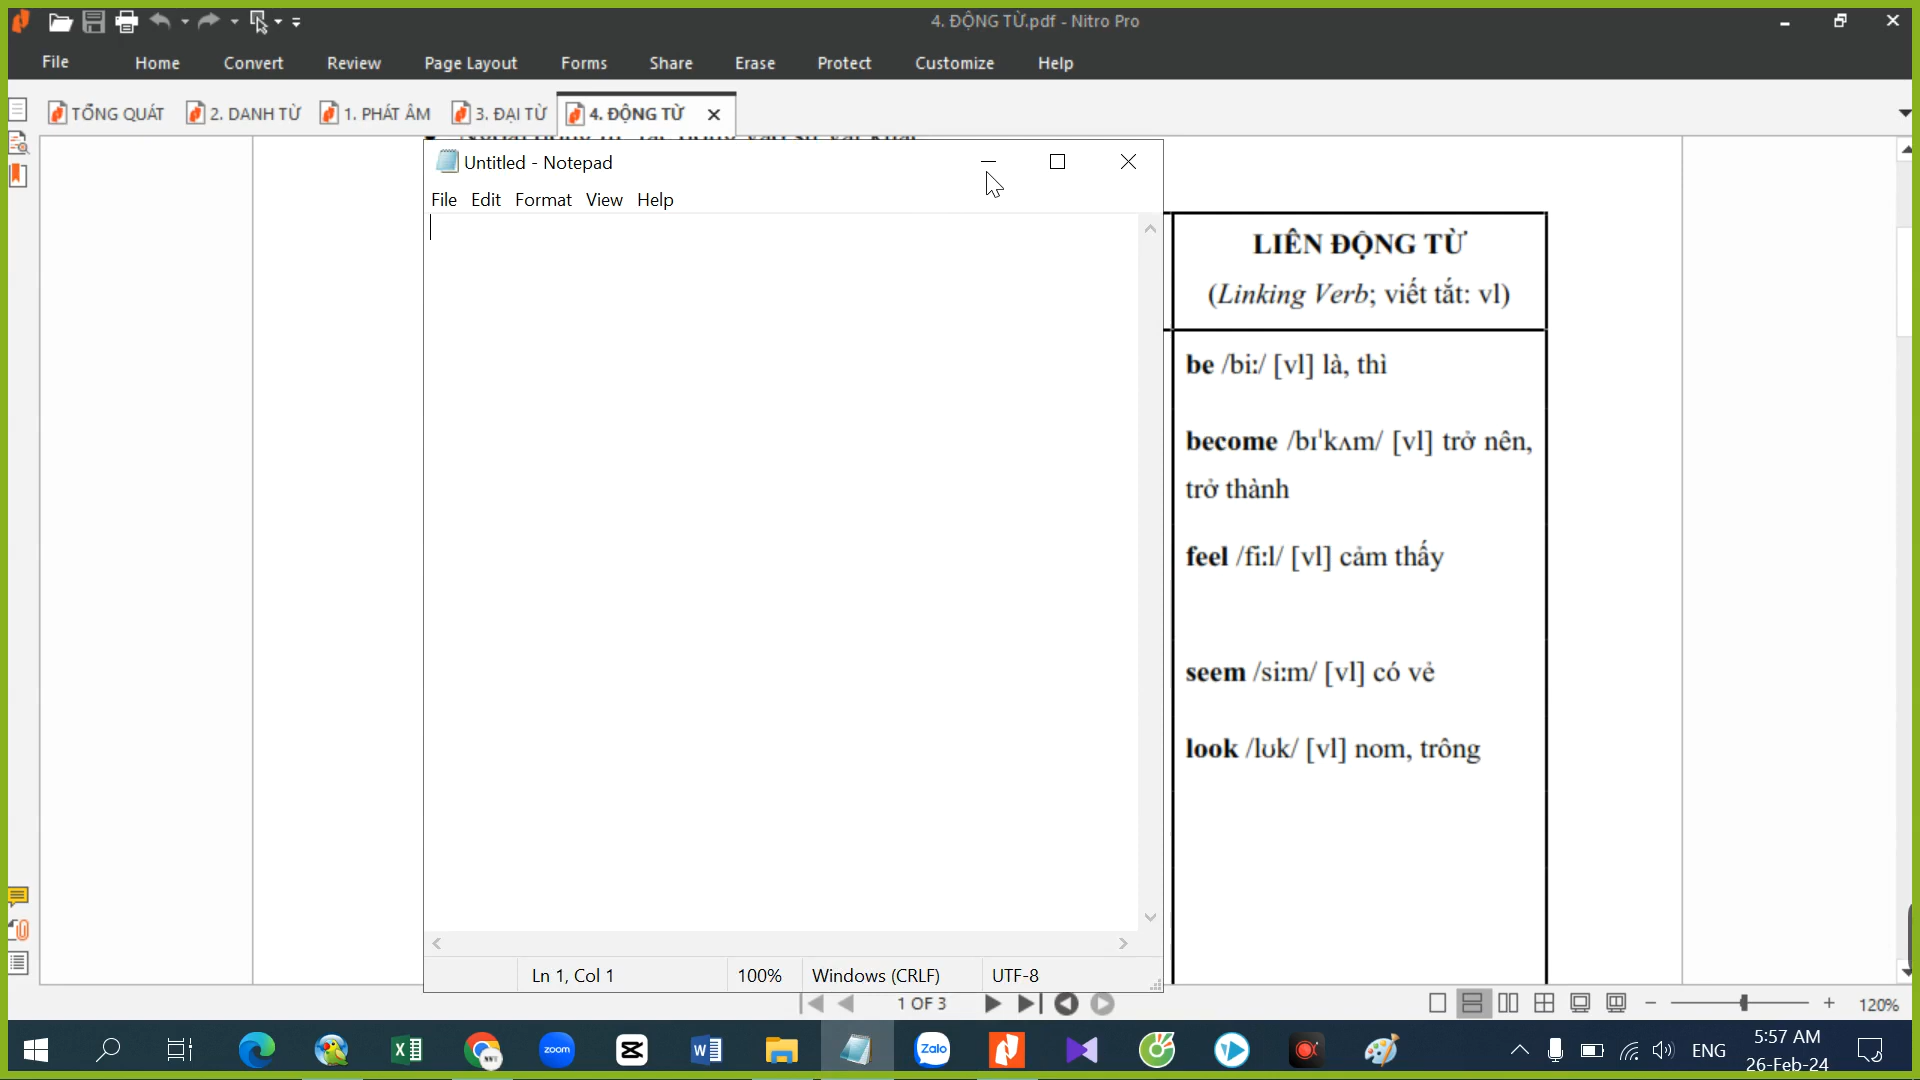 4. ĐỘNG TỪ.pdf - Nitro Pro
File Home Convert Review Page Layout Forms Share Erase Protect Customize Help
TỔNG QUÁT 2. DANH TỪ 1. PHÁT ÂM 3. ĐẠI TỪ 4. ĐỘNG TỪ
Untitled - Notepad
File Edit Format View Help
LIÊN ĐỘNG TỪ
(Linking Verb; viết tắt: vl)
be /bi:/ [vl] là, thì
become /bɪˈkʌm/ [vl] trở nên,
trở thành
feel /fi:l/ [vl] cảm thấy
seem /si:m/ [vl] có vẻ
look /lʊk/ [vl] nom, trông
Ln 1, Col 1 100% Windows (CRLF) UTF-8
1 OF 3
120%
zoom
Zalo
ENG
5:57 AM
26-Feb-24